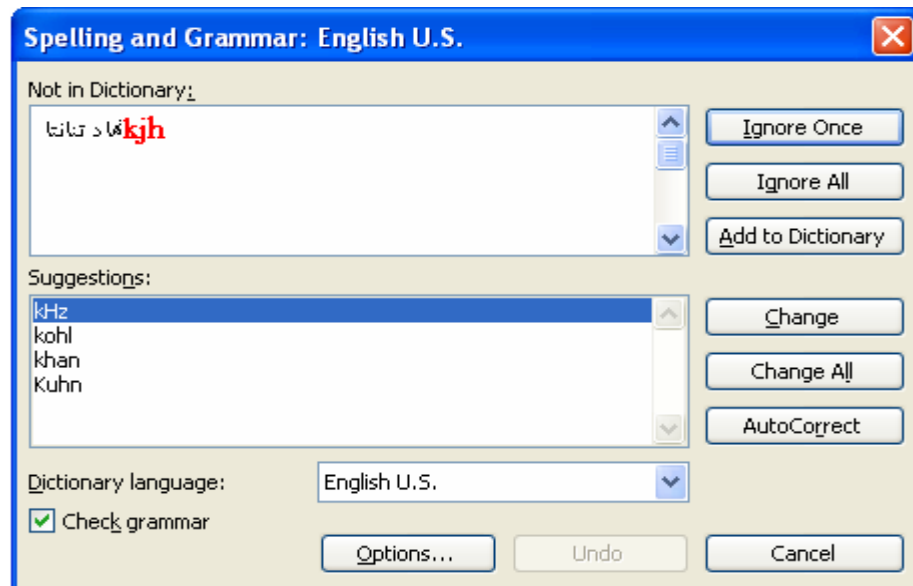 Spelling and Grammar: English U.S.
Not in Dictionary:
kjh
Ignore Once
Ignore All
Add to Dictionary
Suggestions:
kHz
kohl
khan
Kuhn
Change
Change All
AutoCorrect
Dictionary language:
English U.S.
Check grammar
Options...
Undo
Cancel